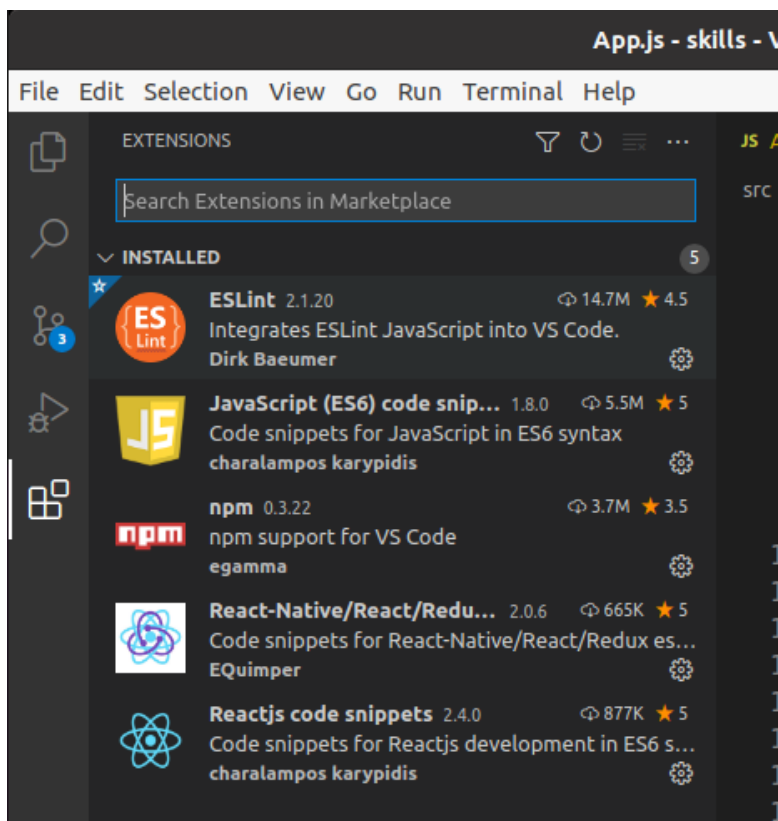 App.js - skills - V
File Edit Selection View Go Run Terminal Help
EXTENSIONS
JS
Search Extensions in Marketplace
src
INSTALLED 5
ESLint 2.1.20 14.7M 4.5
Integrates ESLint JavaScript into VS Code.
Dirk Baeumer
3
JavaScript (ES6) code snip... 1.8.0 5.5M 5
Code snippets for JavaScript in ES6 syntax
charalampos karypidis
npm 0.3.22 3.7M 3.5
npm support for VS Code
egamma
React-Native/React/Redu... 2.0.6 665K 5
Code snippets for React-Native/React/Redux es...
EQuimper
Reactjs code snippets 2.4.0 877K 5
Code snippets for Reactjs development in ES6 s...
charalampos karypidis
ES
Lint
JS
npm